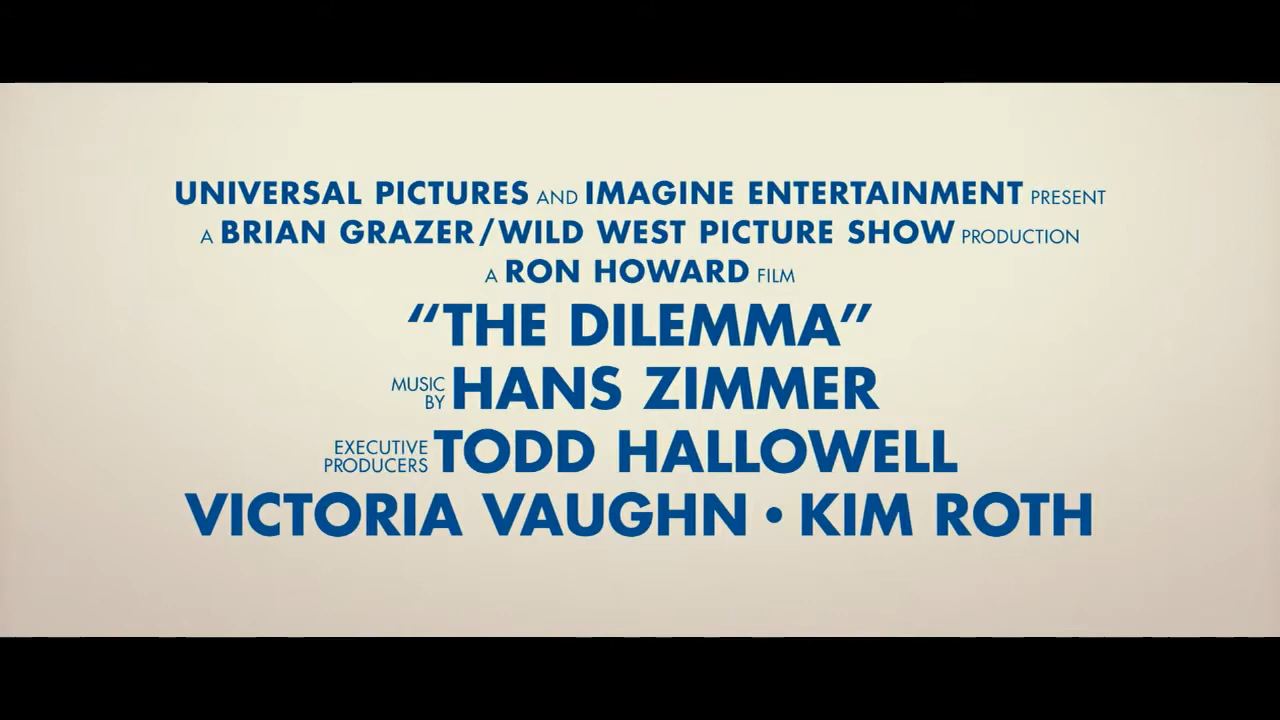 UNIVERSAL PICTURES AND IMAGINE ENTERTAINMENT PRESENT
A BRIAN GRAZER/WILD WEST PICTURE SHOW PRODUCTION
A RON HOWARD FILM
“THE DILEMMA”
MUSIC BY HANS ZIMMER
EXECUTIVE PRODUCERS TODD HALLOWELL
VICTORIA VAUGHN • KIM ROTH